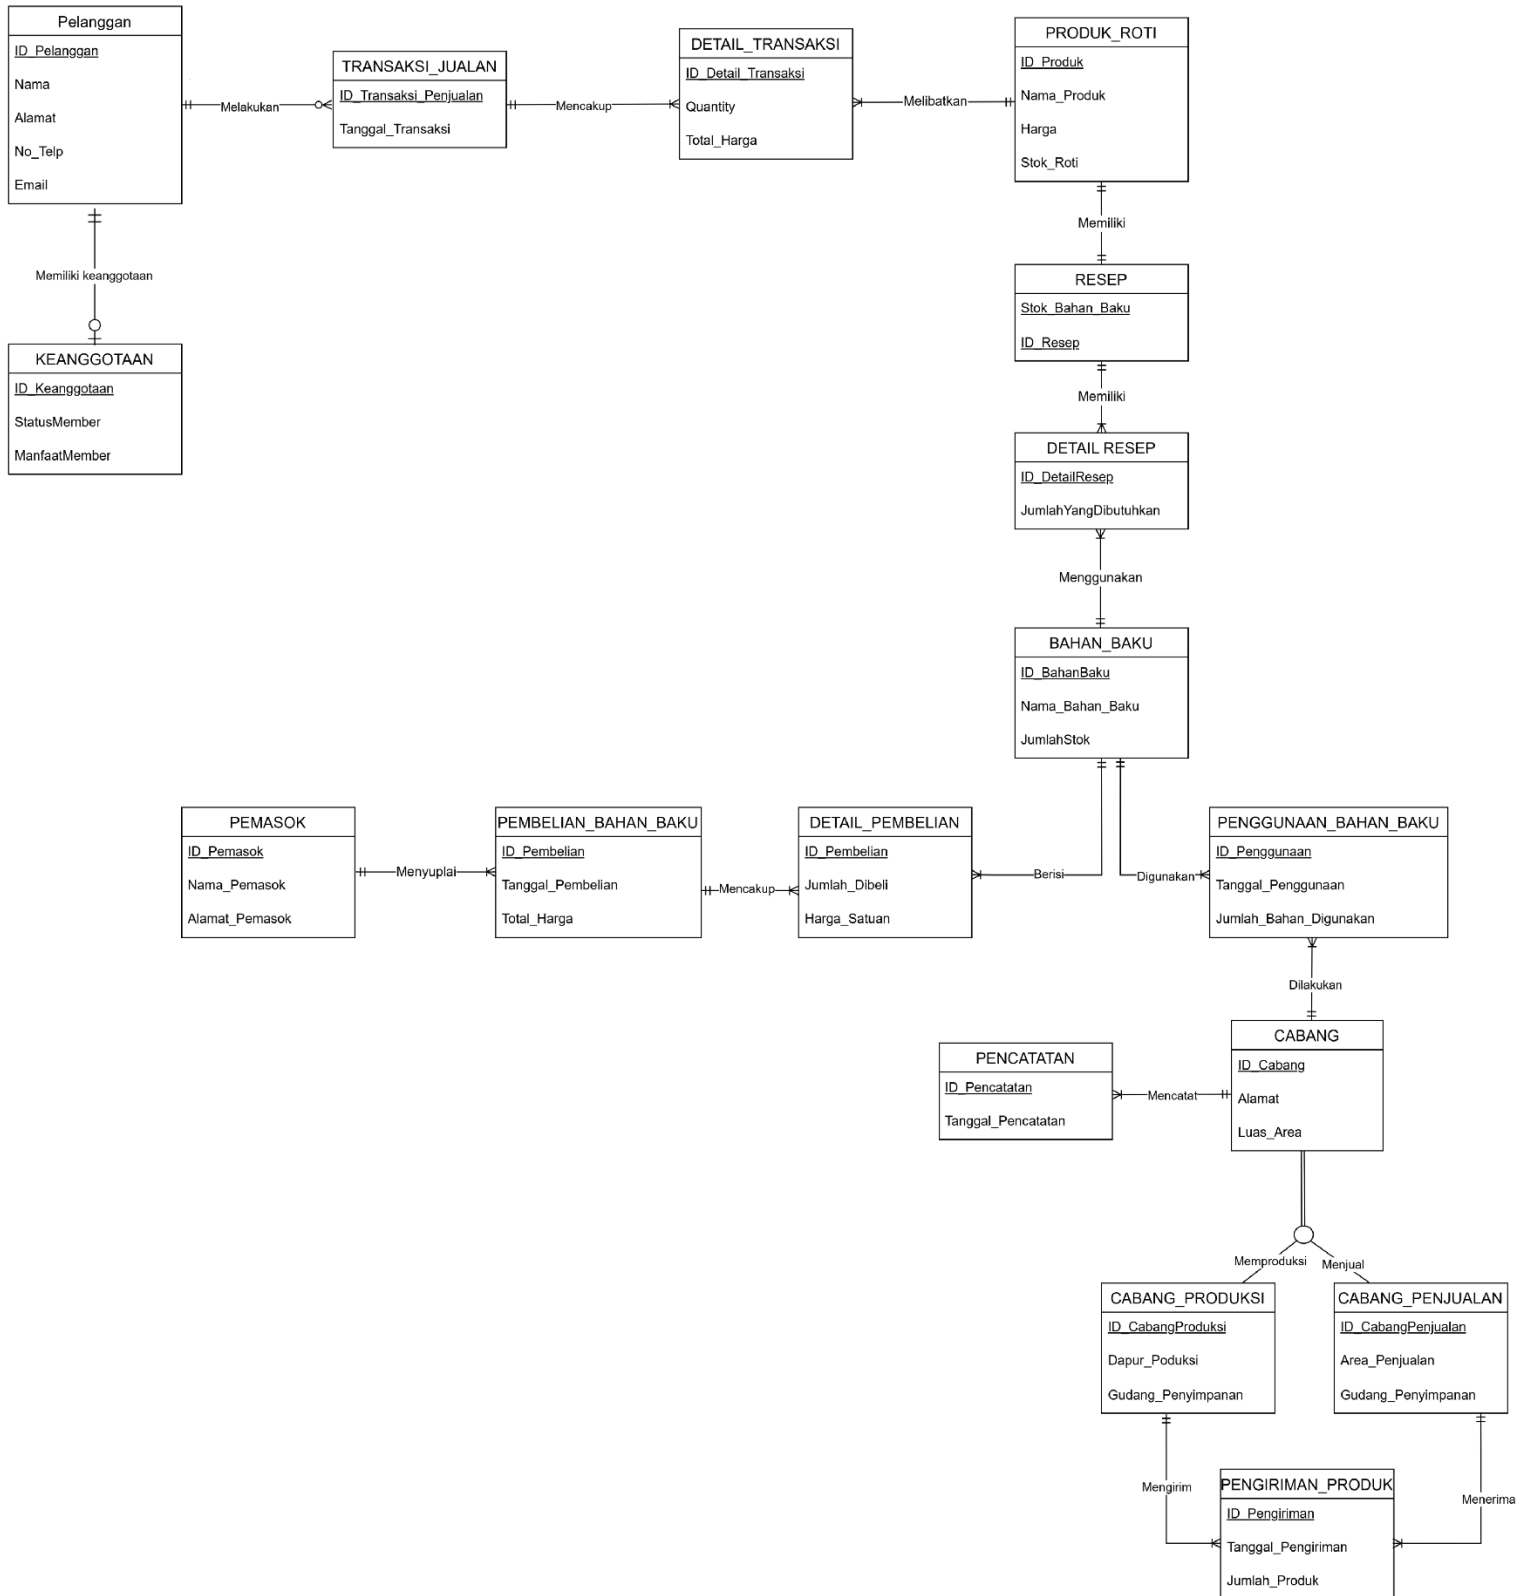 Pelanggan
ID_Pelanggan
Nama
Alamat
No_Telp
Email
Melakukan
TRANSAKSI_JUALAN
ID_Transaksi_Penjualan
Tanggal_Transaksi
Mencakup
DETAIL_TRANSAKSI
ID_Detail_Transaksi
Quantity
Total_Harga
Melibatkan
PRODUK_ROTI
ID_Produk
Nama_Produk
Harga
Stok_Roti
Memiliki keanggotaan
KEANGGOTAAN
ID_Keanggotaan
StatusMember
ManfaatMember
Memiliki
RESEP
Stok_Bahan_Baku
ID_Resep
Memiliki
DETAIL RESEP
ID_DetailResep
JumlahYangDibutuhkan
Menggunakan
BAHAN_BAKU
ID_BahanBaku
Nama_Bahan_Baku
JumlahStok
PEMASOK
ID_Pemasok
Nama_Pemasok
Alamat_Pemasok
Menyuplai
PEMBELIAN_BAHAN_BAKU
ID_Pembelian
Tanggal_Pembelian
Total_Harga
Mencakup
DETAIL_PEMBELIAN
ID_Pembelian
Jumlah_Dibeli
Harga_Satuan
Berisi
Digunakan
PENGGUNAAN_BAHAN_BAKU
ID_Penggunaan
Tanggal_Penggunaan
Jumlah_Bahan_Digunakan
Dilakukan
PENCATATAN
ID_Pencatatan
Tanggal_Pencatatan
Mencatat
CABANG
ID_Cabang
Alamat
Luas_Area
Memproduksi
Menjual
CABANG_PRODUKSI
ID_CabangProduksi
Dapur_Poduksi
Gudang_Penyimpanan
CABANG_PENJUALAN
ID_CabangPenjualan
Area_Penjualan
Gudang_Penyimpanan
Mengirim
PENGIRIMAN_PRODUK
ID_Pengiriman
Tanggal_Pengiriman
Jumlah_Produk
Menerima